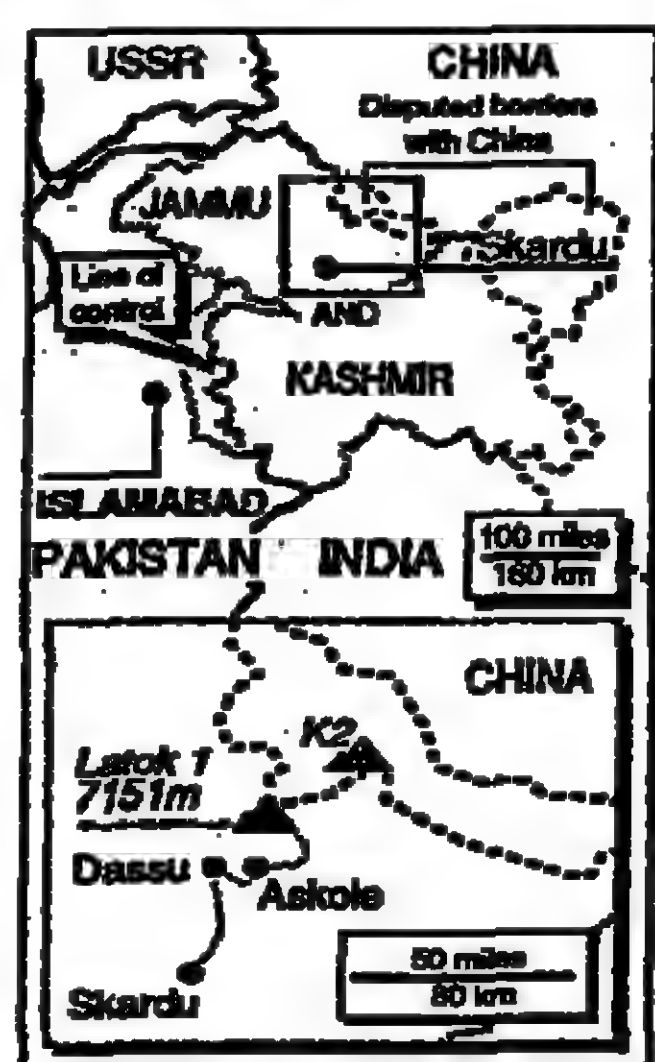 USSR
CHINA
Disputed borders
with China
JAMMU
Skardu
Line of
control
AND
KASHMIR
ISLAMABAD
PAKISTAN
INDIA
100 miles
160 km
CHINA
K2
Latok 1
7151m
Dassu
Askole
Skardu
50 miles
80 km